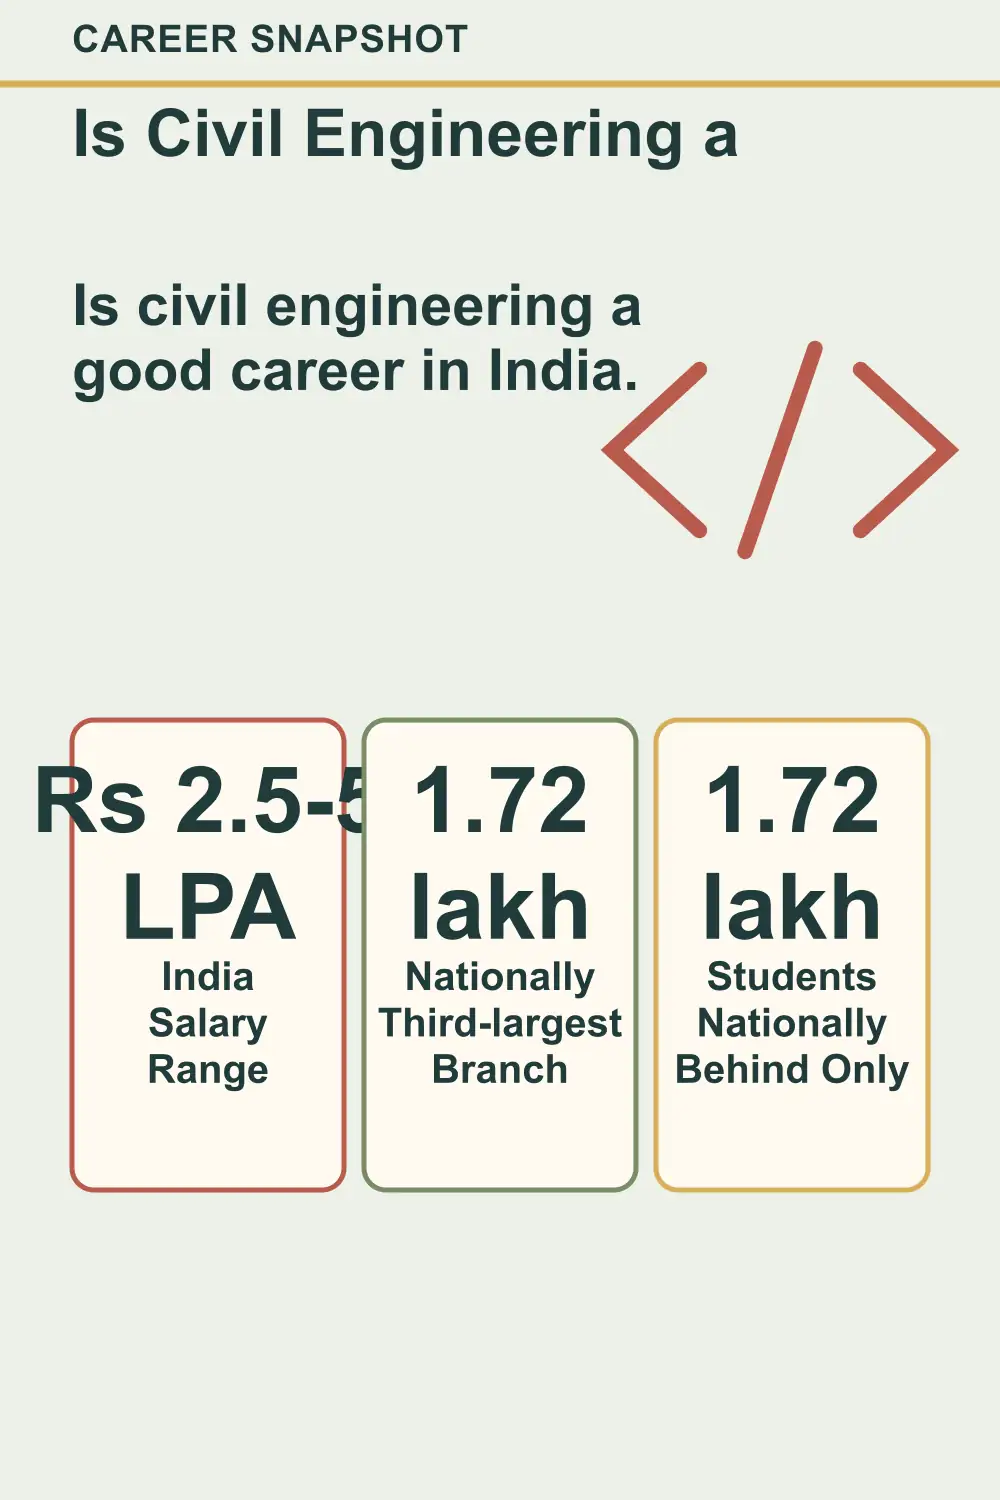 CAREER SNAPSHOT
Is Civil Engineering a
Is civil engineering a
good career in India.
</>
Rs 2.5-5
LPA
India
Salary
Range
1.72
lakh
Nationally
Third-largest
Branch
1.72
lakh
Students
Nationally
Behind Only